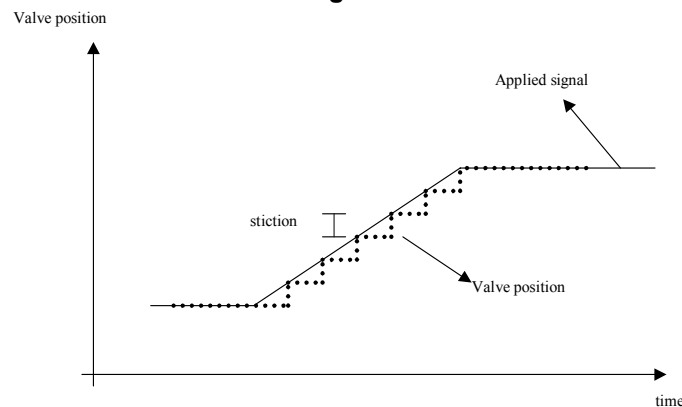 Valve position
Applied signal
stiction
Valve position
time